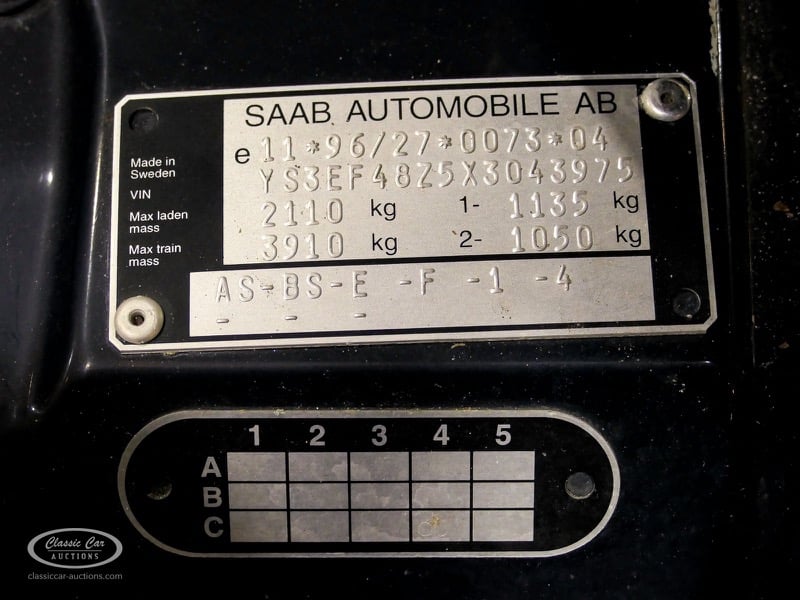 SAAB AUTOMOBILE AB
e 11*96/27*0073*04
Made in
Sweden
VIN YS3EF48Z5X3043975
Max laden
mass 2110 kg 1- 1135 kg
Max train
mass 3910 kg 2- 1050 kg
AS-BS-E -F -1 -4
- - -
1 2 3 4 5
A
B
C
Classic Car
AUCTIONS
classiccar-auctions.com